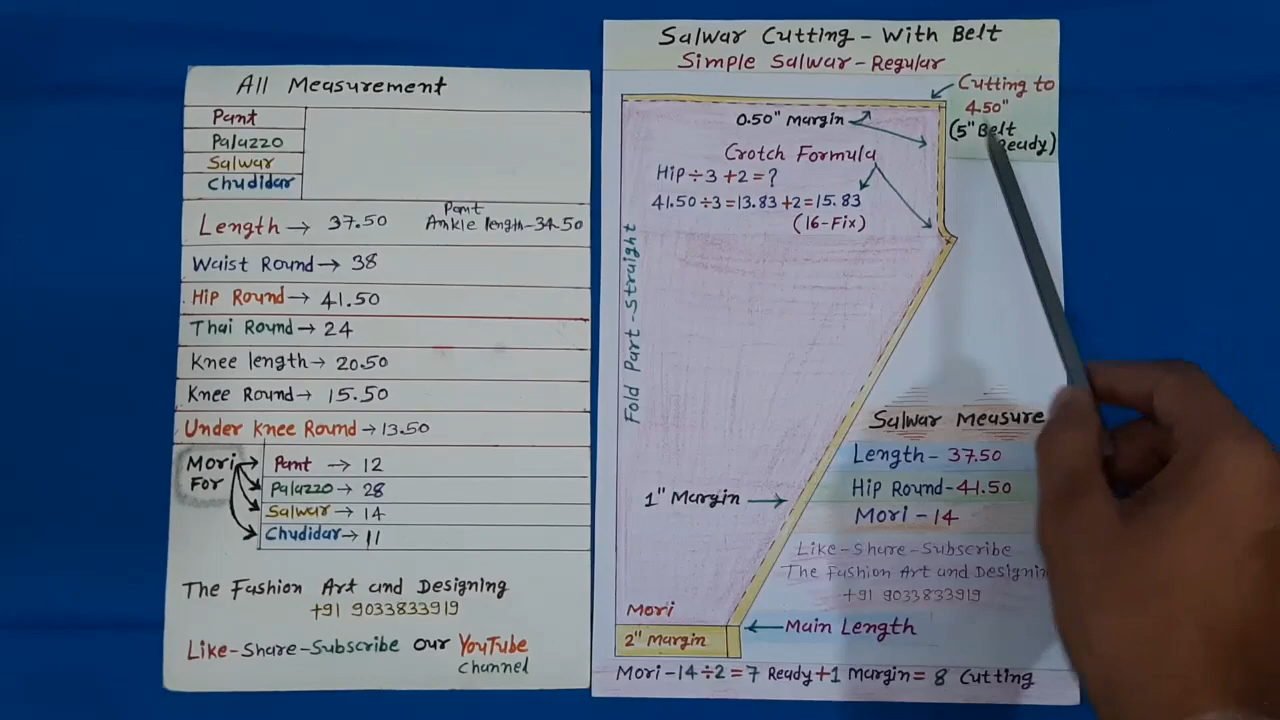 All Measurement
Pant
Palazzo
Salwar
Chudidar
Length → 37.50
Pant
Ankle length-34.50
Waist Round → 38
Hip Round → 41.50
Thai Round → 24
Knee length → 20.50
Knee Round → 15.50
Under Knee Round → 13.50
Mori
For
Pant → 12
Palazzo → 28
Salwar → 14
Chudidar → 11
The Fashion Art and Designing
+91 9033833919
Like-Share-Subscribe our YouTube
Channel
Salwar Cutting - With Belt
Simple Salwar - Regular
Cutting to
4.50"
(5" Belt
Ready)
0.50" Margin
Crotch Formula
Hip ÷ 3 + 2 = ?
41.50 ÷ 3 = 13.83 + 2 = 15.83
(16-Fix)
Fold Part - Straight
1" Margin
Salwar Measure
Length - 37.50
Hip Round - 41.50
Mori - 14
Like-Share-Subscribe
The Fashion Art and Designin
+91 9033833919
Mori
2" Margin
Main Length
Mori - 14 ÷ 2 = 7 Ready + 1 Margin = 8 Cutting